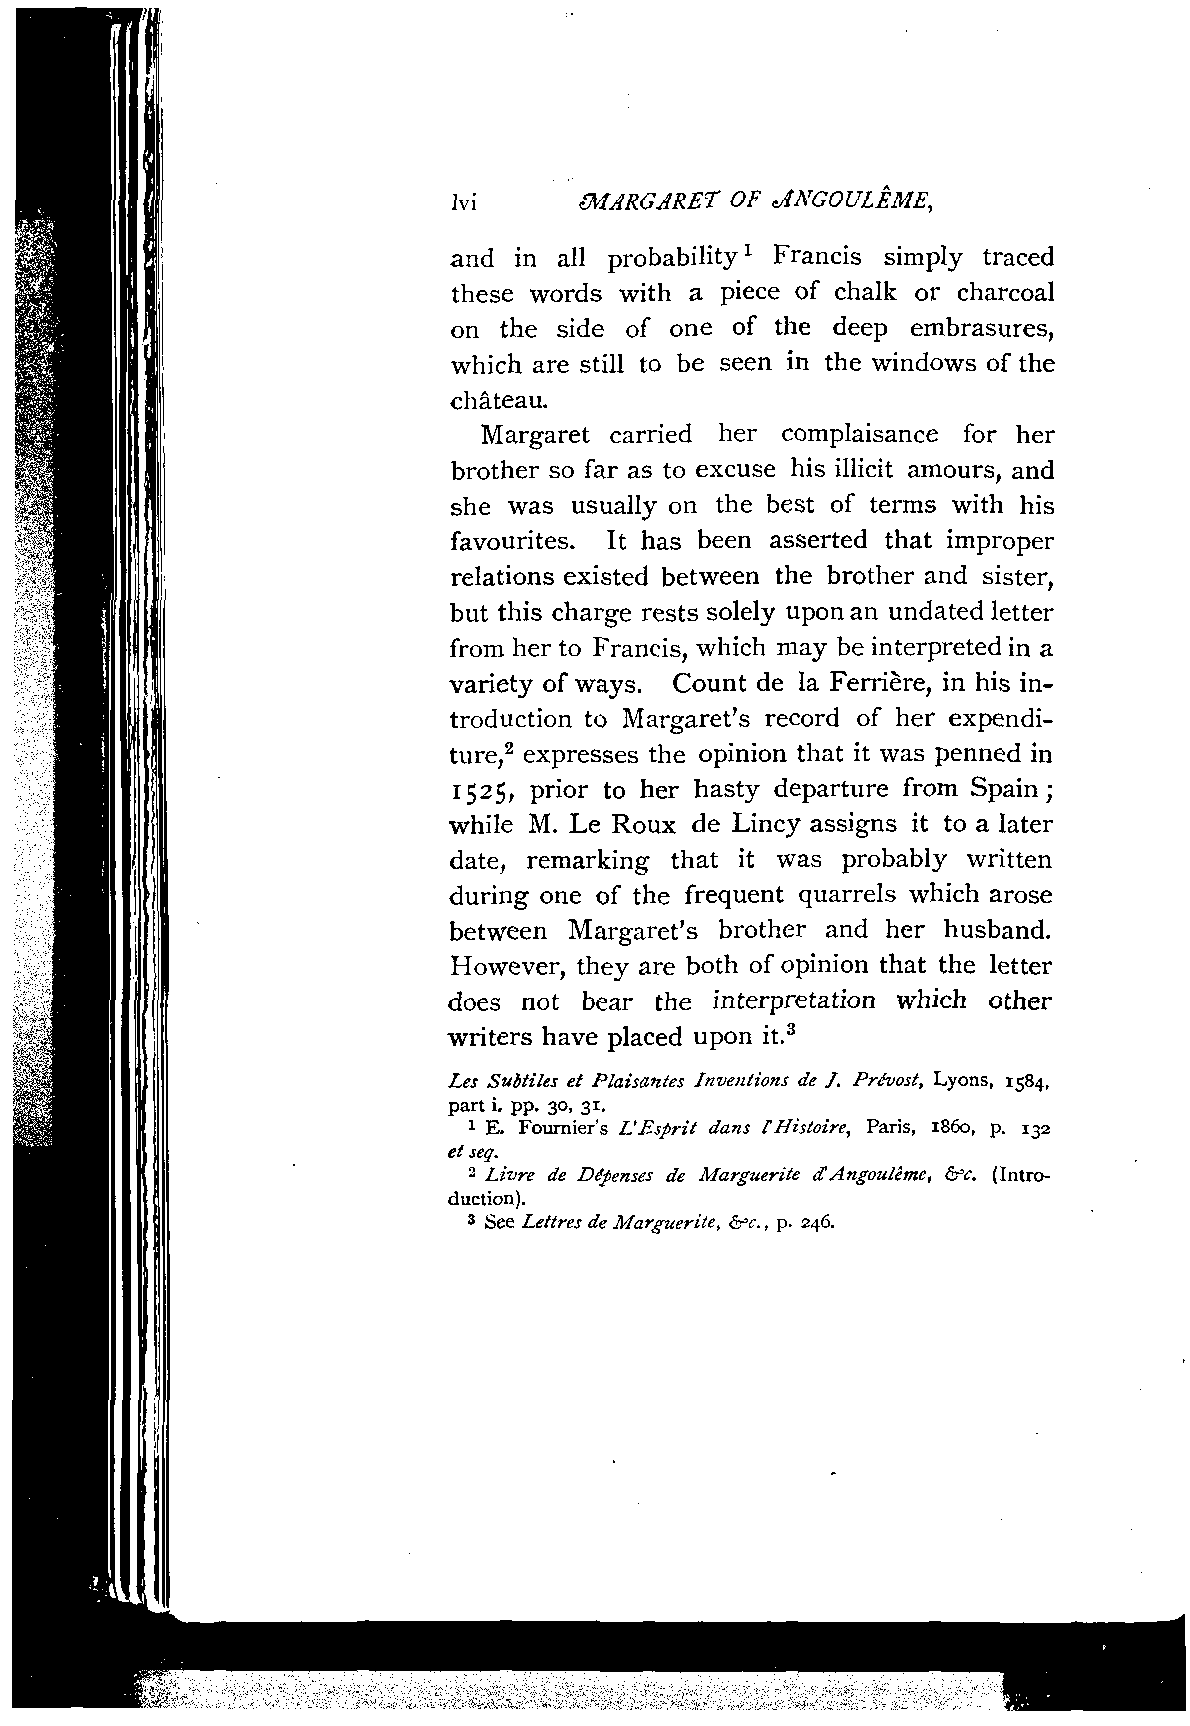 lvi MARGARET OF ANGOULÊME,
and in all probability¹ Francis simply traced
these words with a piece of chalk or charcoal
on the side of one of the deep embrasures,
which are still to be seen in the windows of the
château.
Margaret carried her complaisance for her
brother so far as to excuse his illicit amours, and
she was usually on the best of terms with his
favourites. It has been asserted that improper
relations existed between the brother and sister,
but this charge rests solely upon an undated letter
from her to Francis, which may be interpreted in a
variety of ways. Count de la Ferrière, in his in-
troduction to Margaret's record of her expendi-
ture,² expresses the opinion that it was penned in
1525, prior to her hasty departure from Spain;
while M. Le Roux de Lincy assigns it to a later
date, remarking that it was probably written
during one of the frequent quarrels which arose
between Margaret's brother and her husband.
However, they are both of opinion that the letter
does not bear the interpretation which other
writers have placed upon it.³
Les Subtiles et Plaisantes Inventions de J. Prévost, Lyons, 1584,
part i. pp. 30, 31.
¹ E. Fournier's L'Esprit dans l'Histoire, Paris, 1860, p. 132
et seq.
² Livre de Dépenses de Marguerite d'Angoulême, &c. (Intro-
duction).
³ See Lettres de Marguerite, &c., p. 246.